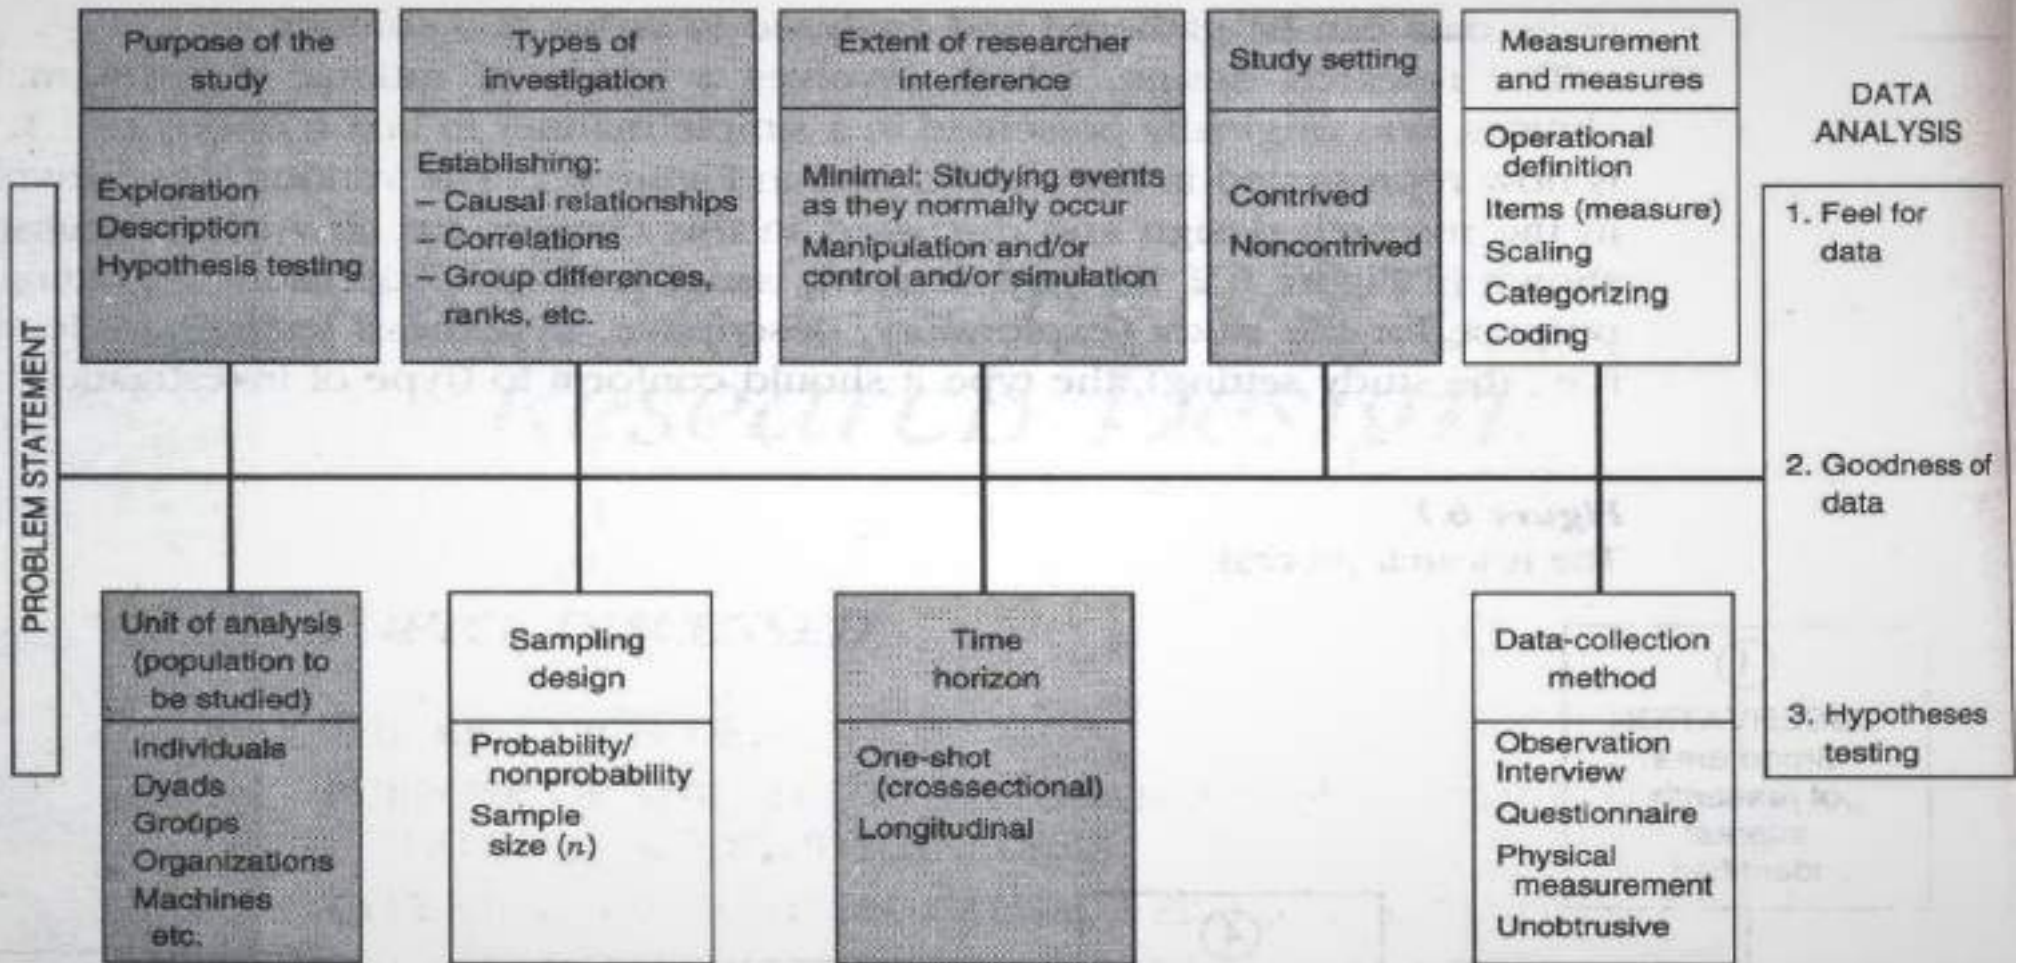 Purpose of the
study
Exploration
Description
Hypothesis testing
Types of
investigation
Establishing:
– Causal relationships
– Correlations
– Group differences,
ranks, etc.
Extent of researcher
interference
Minimal: Studying events
as they normally occur
Manipulation and/or
control and/or simulation
Study setting
Contrived
Noncontrived
Measurement
and measures
Operational
definition
Items (measure)
Scaling
Categorizing
Coding
DATA
ANALYSIS
1. Feel for
data
2. Goodness of
data
3. Hypotheses
testing
PROBLEM STATEMENT
Unit of analysis
(population to
be studied)
Individuals
Dyads
Groups
Organizations
Machines
etc.
Sampling
design
Probability/
nonprobability
Sample
size (n)
Time
horizon
One-shot
(crosssectional)
Longitudinal
Data-collection
method
Observation
Interview
Questionnaire
Physical
measurement
Unobtrusive